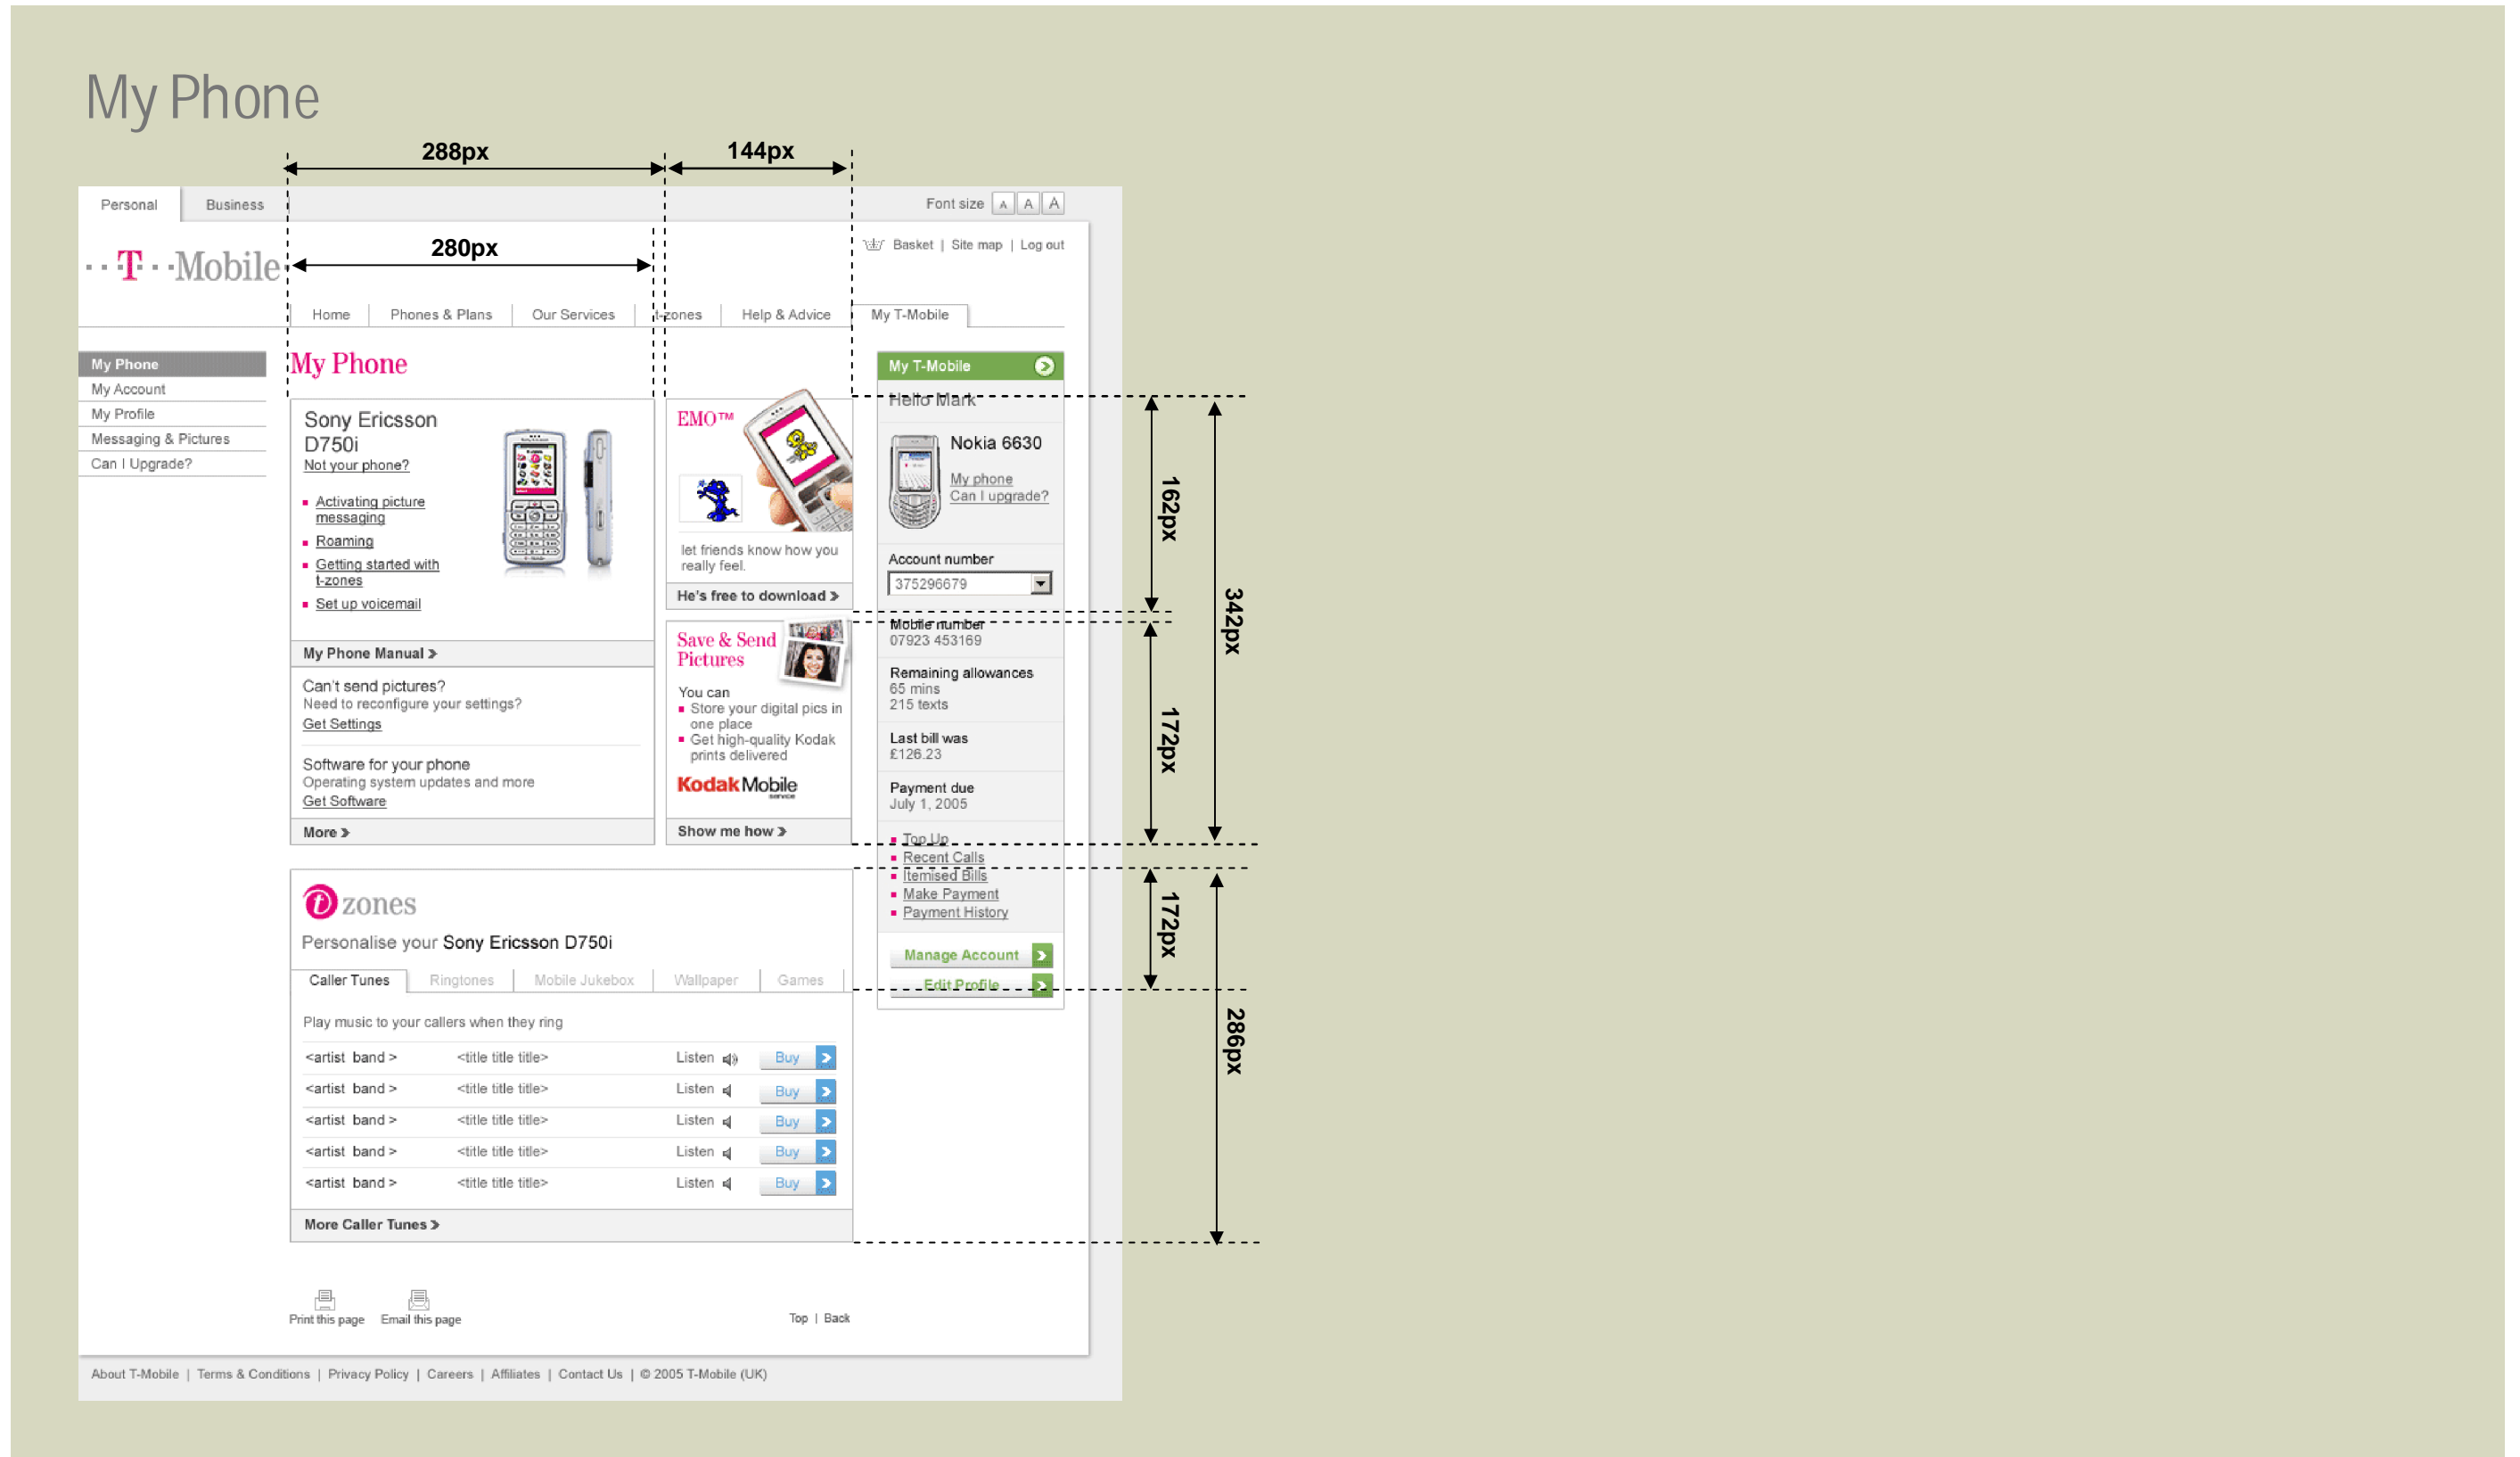 My Phone
288px
144px
Personal
Business
Font size A A A
280px
Basket | Site map | Log out
T Mobile
Home
Phones & Plans
Our Services
t-zones
Help & Advice
My T-Mobile
My Phone
My Account
My Profile
Messaging & Pictures
Can I Upgrade?
My Phone
Sony Ericsson
D750i
Not your phone?
Activating picture
messaging
Roaming
Getting started with
t-zones
Set up voicemail
My Phone Manual
Can't send pictures?
Need to reconfigure your settings?
Get Settings
Software for your phone
Operating system updates and more
Get Software
More
EMO™
let friends know how you
really feel.
He's free to download
Save & Send
Pictures
You can
Store your digital pics in
one place
Get high-quality Kodak
prints delivered
Kodak Mobile
service
Show me how
My T-Mobile
Hello Mark
Nokia 6630
My phone
Can I upgrade?
Account number
375296679
Mobile number
07923 453169
Remaining allowances
65 mins
215 texts
Last bill was
£126.23
Payment due
July 1, 2005
Top Up
Recent Calls
Itemised Bills
Make Payment
Payment History
Manage Account
Edit Profile
162px
342px
172px
172px
286px
t zones
Personalise your Sony Ericsson D750i
Caller Tunes
Ringtones
Mobile Jukebox
Wallpaper
Games
Play music to your callers when they ring
<artist band > <title title title> Listen Buy
<artist band > <title title title> Listen Buy
<artist band > <title title title> Listen Buy
<artist band > <title title title> Listen Buy
<artist band > <title title title> Listen Buy
More Caller Tunes
Print this page
Email this page
Top | Back
About T-Mobile | Terms & Conditions | Privacy Policy | Careers | Affiliates | Contact Us | © 2005 T-Mobile (UK)